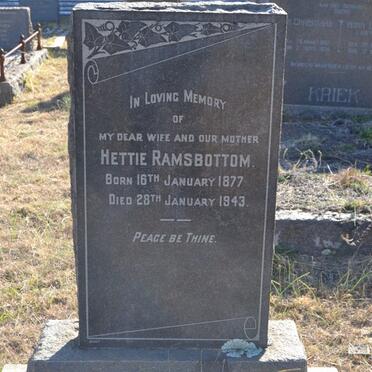 IN LOVING MEMORY
OF
MY DEAR WIFE AND OUR MOTHER
HETTIE RAMSBOTTOM.
BORN 16TH JANUARY 1877
DIED 28TH JANUARY 1943.
PEACE BE THINE.
KRIEK